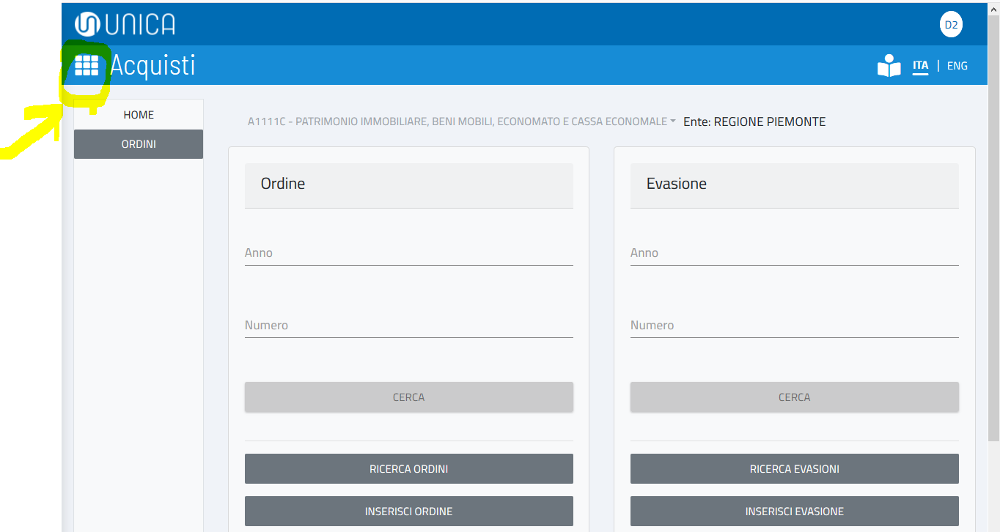 UNICA
D2
Acquisti
ITA | ENG
HOME
ORDINI
A1111C - PATRIMONIO IMMOBILIARE, BENI MOBILI, ECONOMATO E CASSA ECONOMALE Ente: REGIONE PIEMONTE
Ordine
Anno
Numero
CERCA
RICERCA ORDINI
INSERISCI ORDINE
Evasione
Anno
Numero
CERCA
RICERCA EVASIONI
INSERISCI EVASIONE